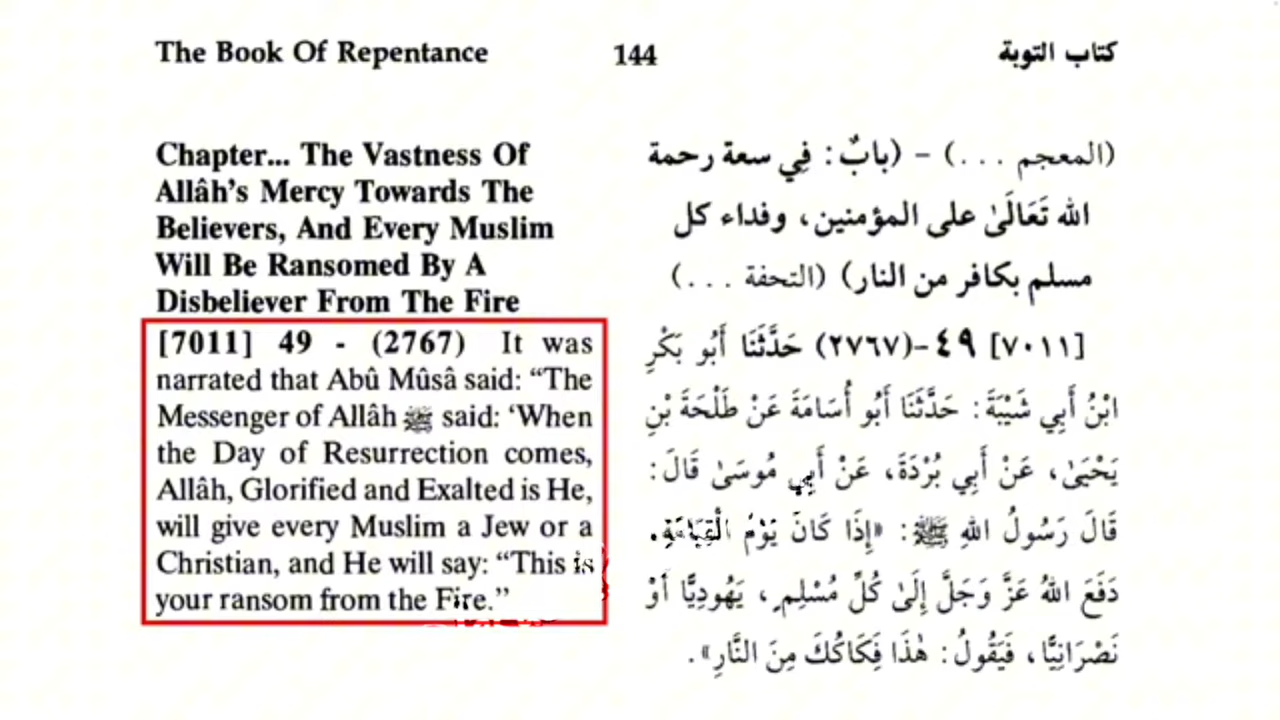 The Book Of Repentance
144
كتاب التوبة
Chapter... The Vastness Of
Allâh's Mercy Towards The
Believers, And Every Muslim
Will Be Ransomed By A
Disbeliever From The Fire
[7011] 49 - (2767) It was
narrated that Abû Mûsâ said: “The
Messenger of Allâh ﷺ said: ‘When
the Day of Resurrection comes,
Allâh, Glorified and Exalted is He,
will give every Muslim a Jew or a
Christian, and He will say: “This is
your ransom from the Fire.”
(المعجم . . .) - (بابٌ: فِي سعة رحمة
الله تَعَالَىٰ على المؤمنين، وفداء كل
مسلم بكافر من النار) (التحفة . . .)
[٧٠١١] ٤٩-(٢٧٦٧) حَدَّثَنَا أَبُو بَكْرِ
ابْنُ أَبِي شَيْبَةَ: حَدَّثَنَا أَبُو أُسَامَةَ عَنْ طَلْحَةَ بْنِ
يَحْيَىٰ، عَنْ أَبِي بُرْدَةَ، عَنْ أَبِي مُوسَىٰ قَالَ:
قَالَ رَسُولُ اللهِ ﷺ: «إِذَا كَانَ يَوْمُ الْقِيَامَةِ،
دَفَعَ اللهُ عَزَّ وَجَلَّ إِلَىٰ كُلِّ مُسْلِمٍ، يَهُودِيًّا أَوْ
نَصْرَانِيًّا، فَيَقُولُ: هٰذَا فَكَاكُكَ مِنَ النَّارِ».